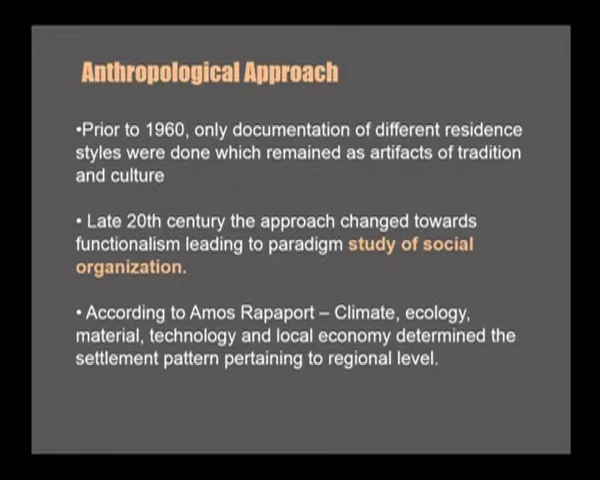 Anthropological Approach
•Prior to 1960, only documentation of different residence
styles were done which remained as artifacts of tradition
and culture
• Late 20th century the approach changed towards
functionalism leading to paradigm study of social
organization.
• According to Amos Rapaport – Climate, ecology,
material, technology and local economy determined the
settlement pattern pertaining to regional level.